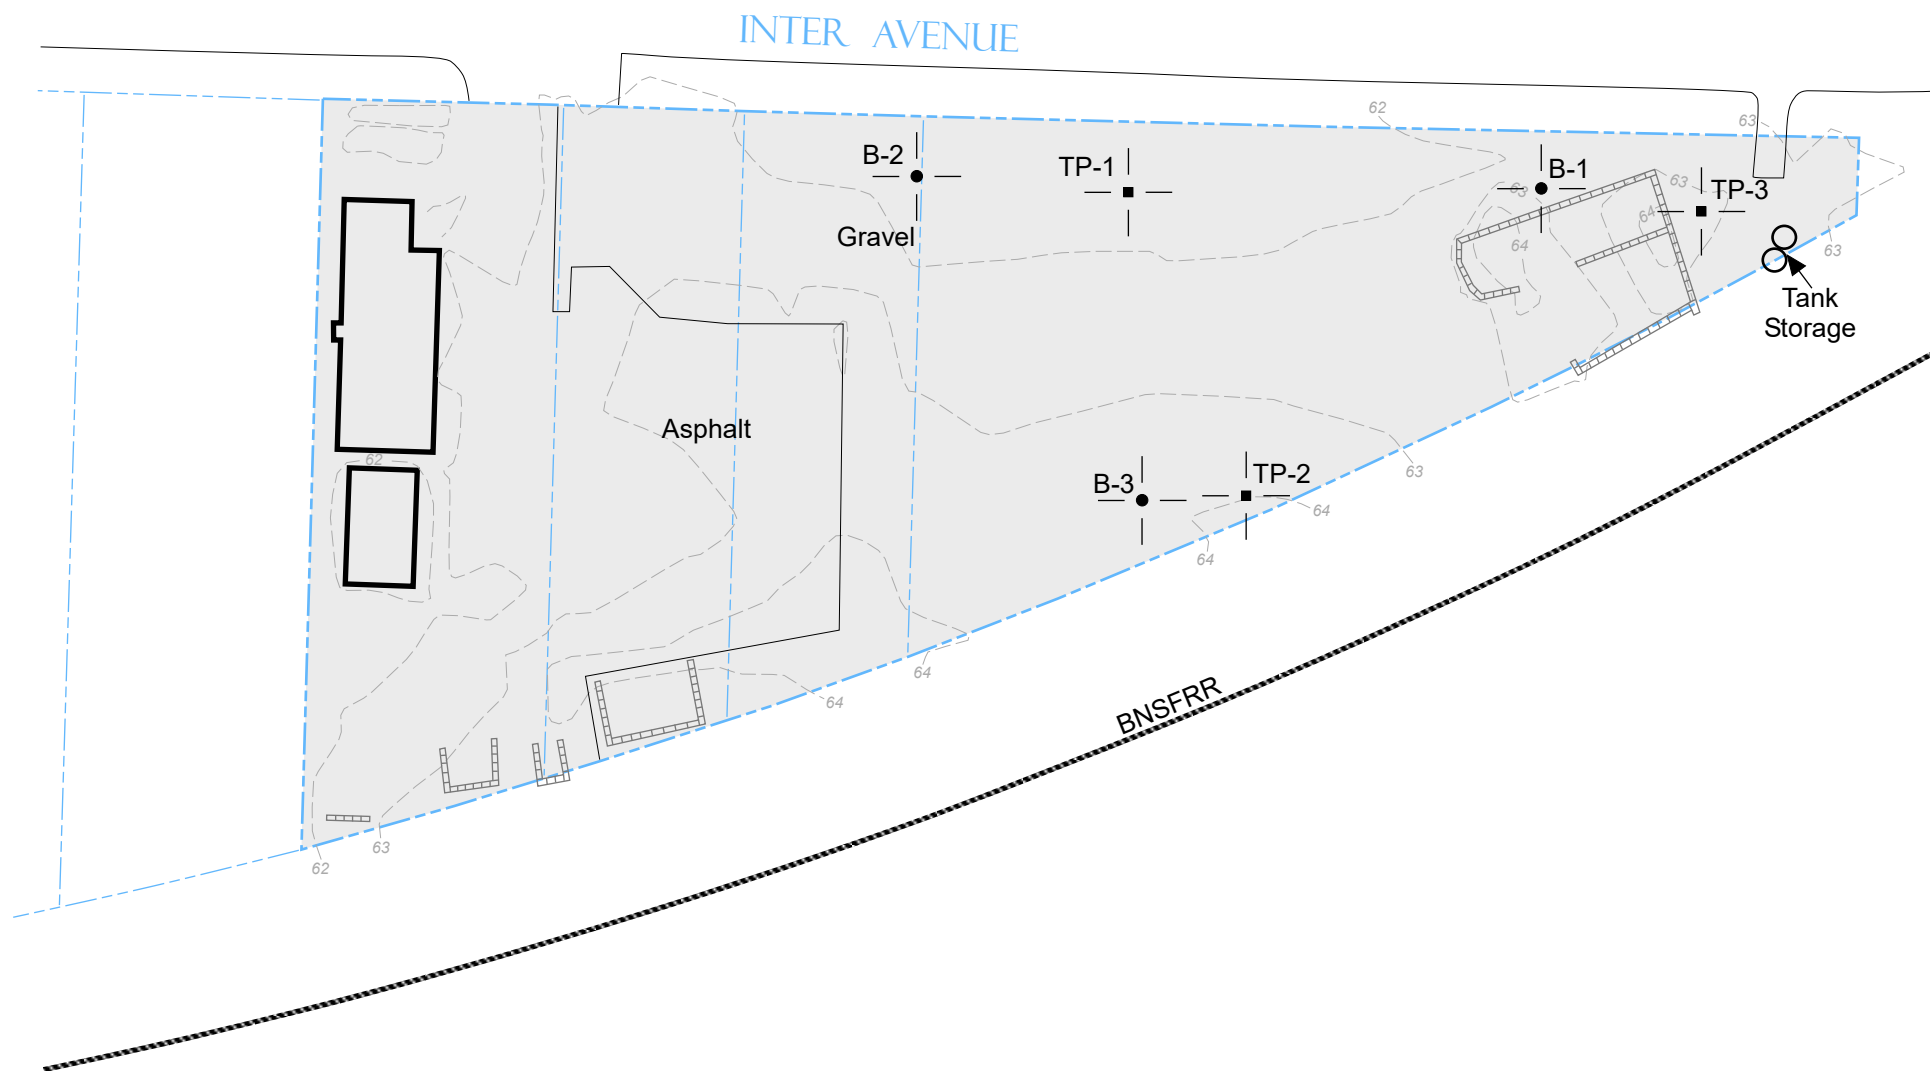 INTER AVENUE
62
63
B-2
TP-1
B-1
63
63
TP-3
64
Gravel
64
63
Tank
Storage
Asphalt
62
63
B-3
TP-2
64
64
64
BNSFRR
64
63
62